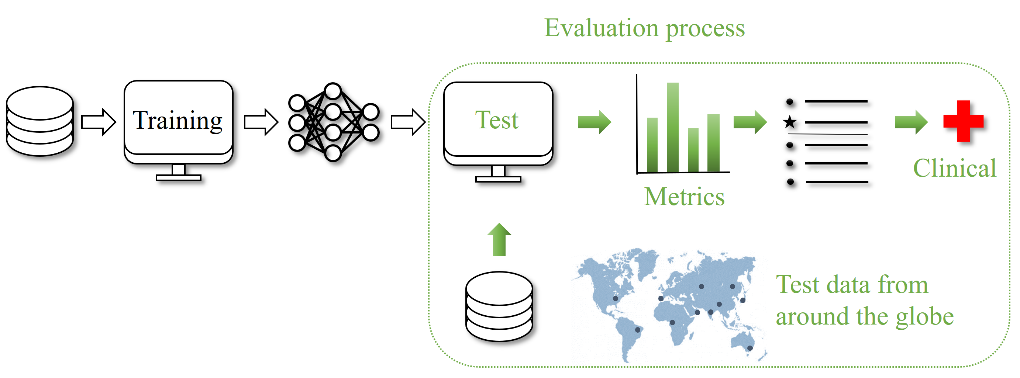 Evaluation process
Training
Test
Metrics
Clinical
Test data from
around the globe